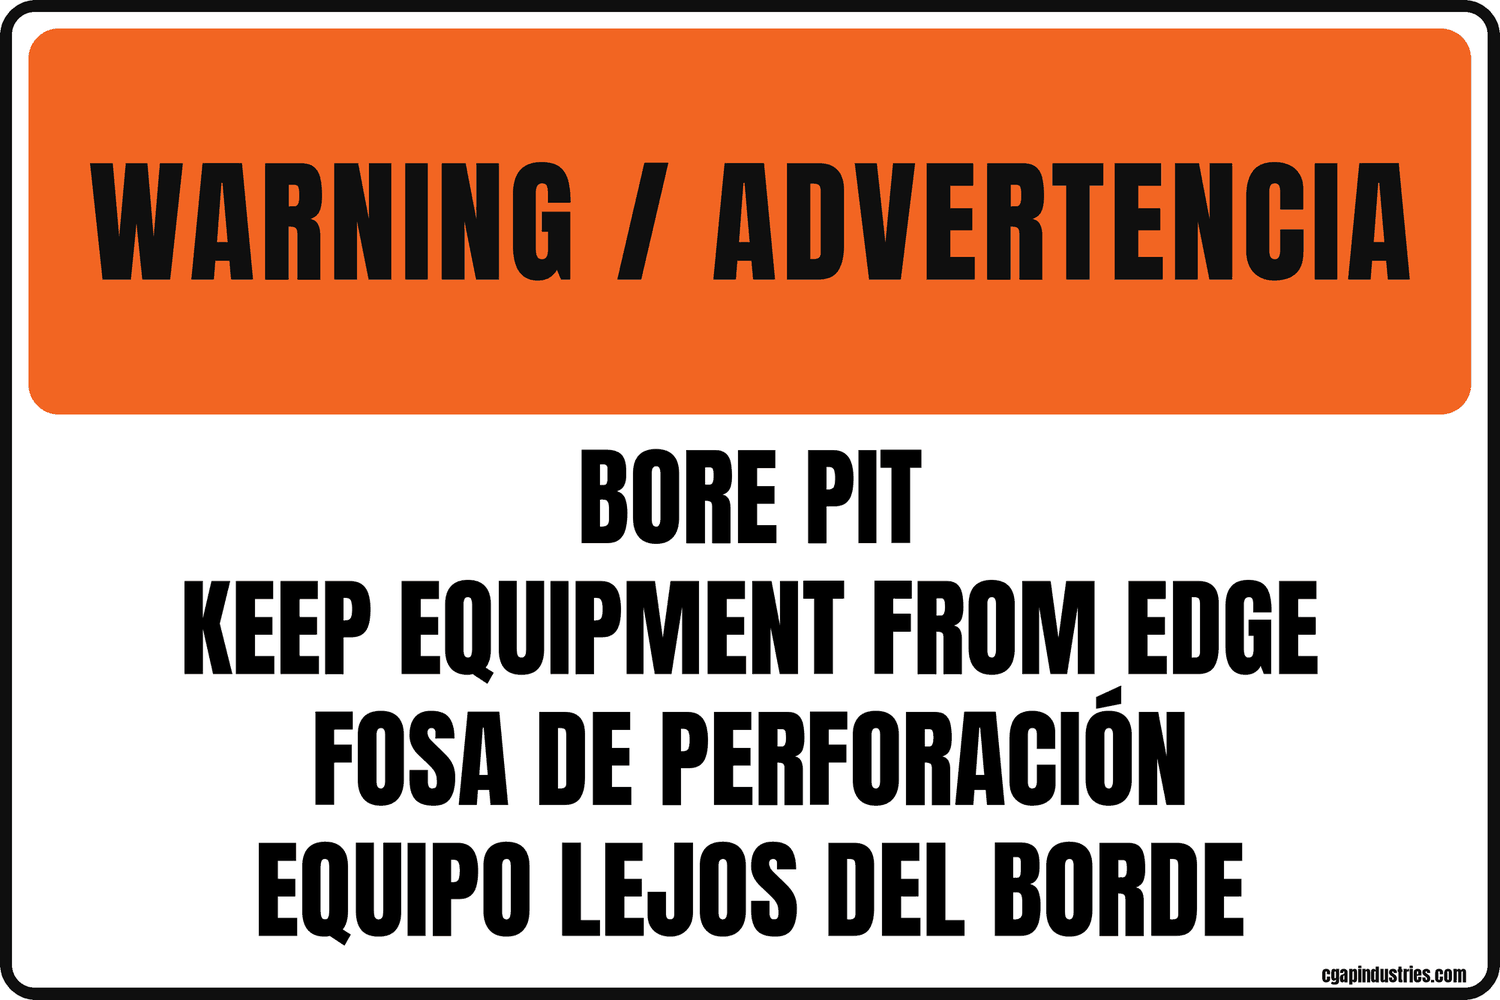 WARNING / ADVERTENCIA
BORE PIT
KEEP EQUIPMENT FROM EDGE
FOSA DE PERFORACIÓN
EQUIPO LEJOS DEL BORDE
cgapindustries.com